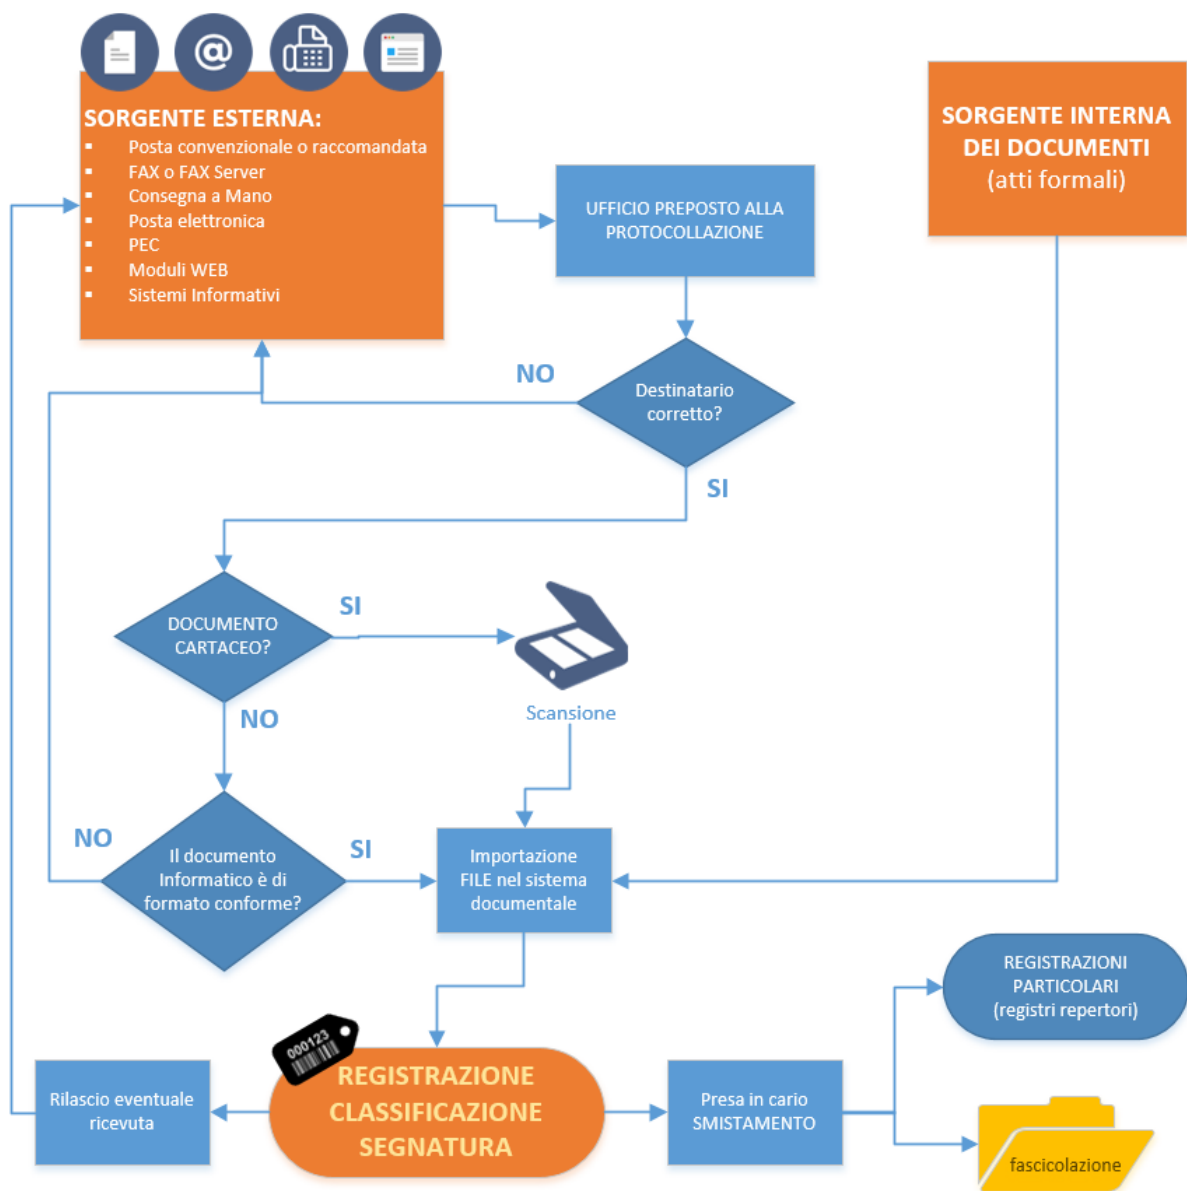 @
SORGENTE ESTERNA:
▪ Posta convenzionale o raccomandata
▪ FAX o FAX Server
▪ Consegna a Mano
▪ Posta elettronica
▪ PEC
▪ Moduli WEB
▪ Sistemi Informativi
SORGENTE INTERNA
DEI DOCUMENTI
(atti formali)
UFFICIO PREPOSTO ALLA
PROTOCOLLAZIONE
NO
Destinatario
corretto?
SI
DOCUMENTO
CARTACEO?
SI
NO
Scansione
NO
Il documento
Informatico è di
formato conforme?
SI
Importazione
FILE nel sistema
documentale
REGISTRAZIONI
PARTICOLARI
(registri repertori)
000123
REGISTRAZIONE
CLASSIFICAZIONE
SEGNATURA
Rilascio eventuale
ricevuta
Presa in cario
SMISTAMENTO
fascicolazione